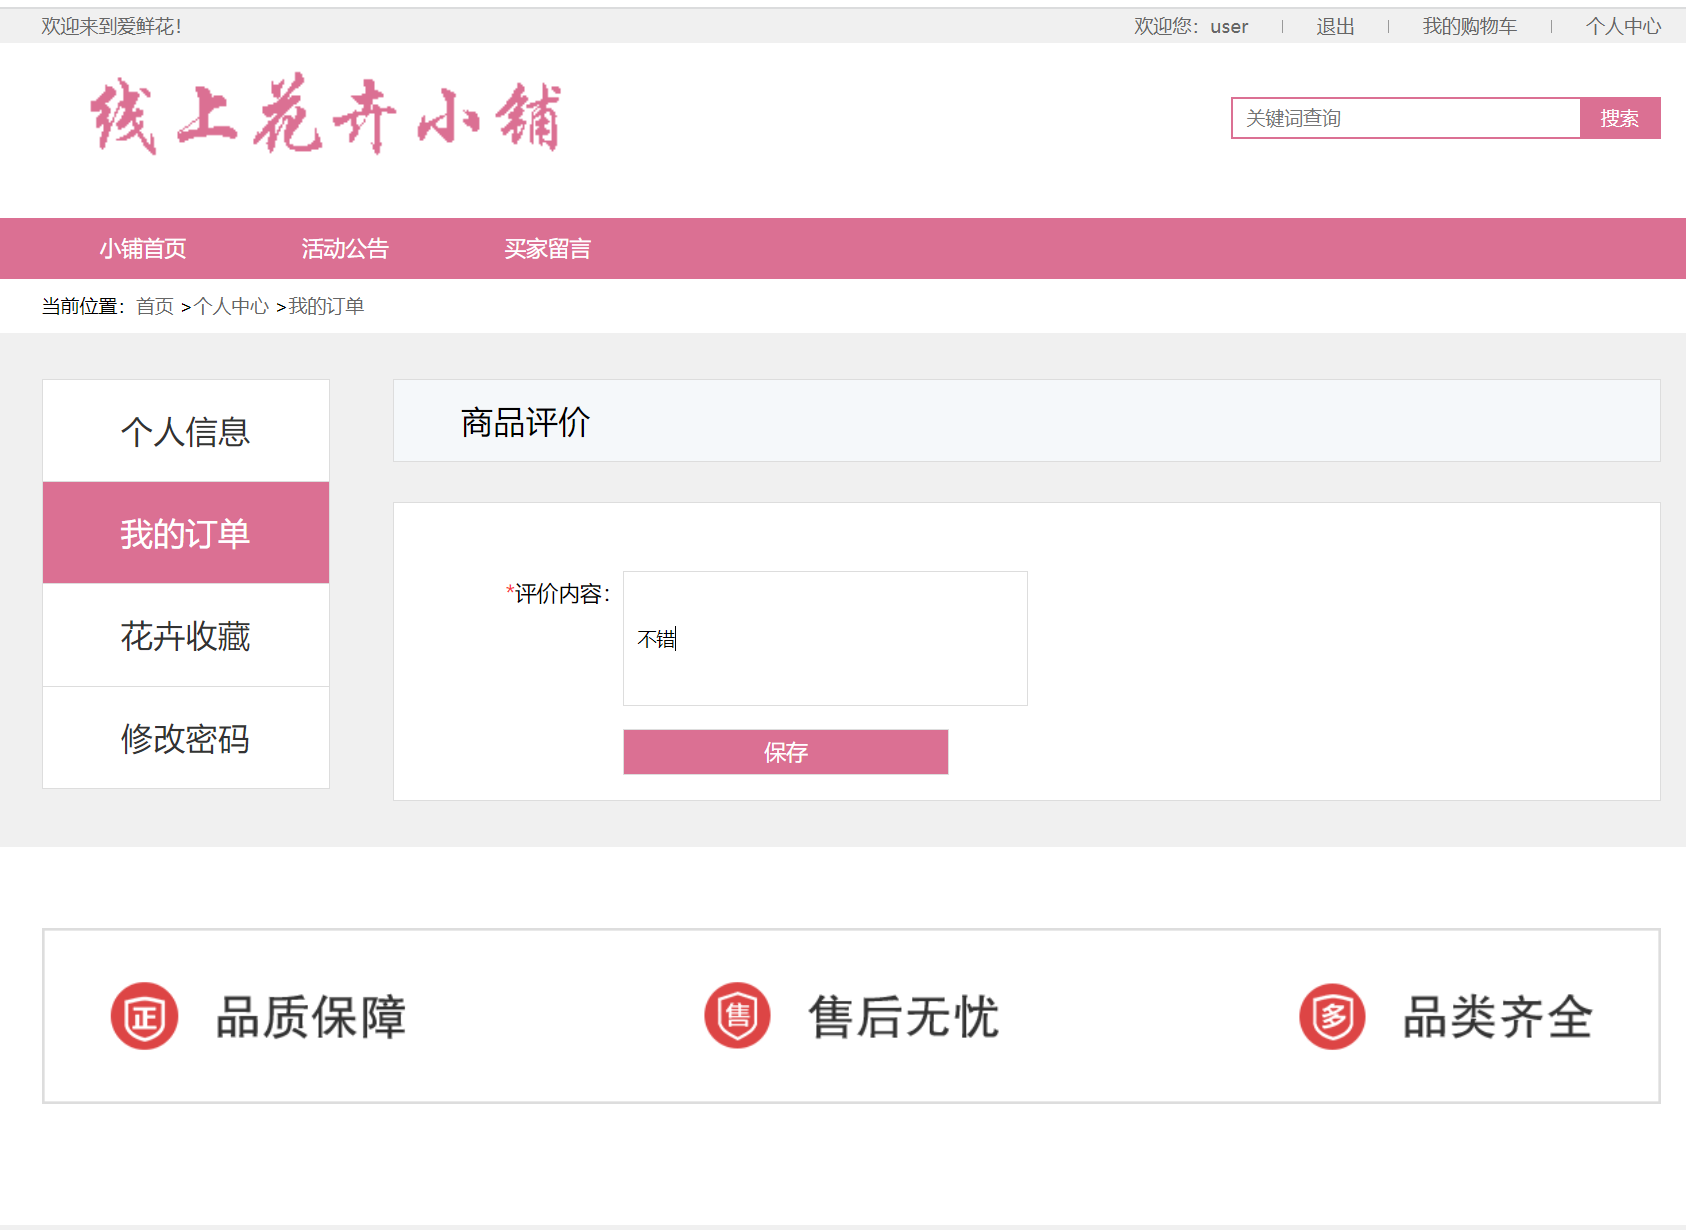 欢迎来到爱鲜花！
欢迎您：user 退出 我的购物车 个人中心
线上花卉小铺
关键词查询 搜索
小铺首页 活动公告 买家留言
当前位置：首页 >个人中心 >我的订单
个人信息
我的订单
花卉收藏
修改密码
商品评价
*评价内容：
不错
保存
正 品质保障 售 售后无忧 多 品类齐全